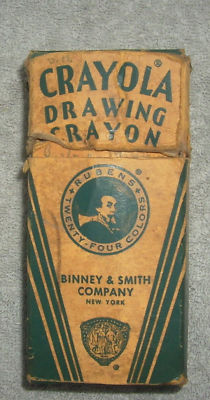 CRAYOLA®
DRAWING
CRAYON
RUBENS
TWENTY-FOUR COLORS
®
BINNEY & SMITH
COMPANY
NEW YORK
®